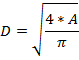 D = √(4 * A / π)